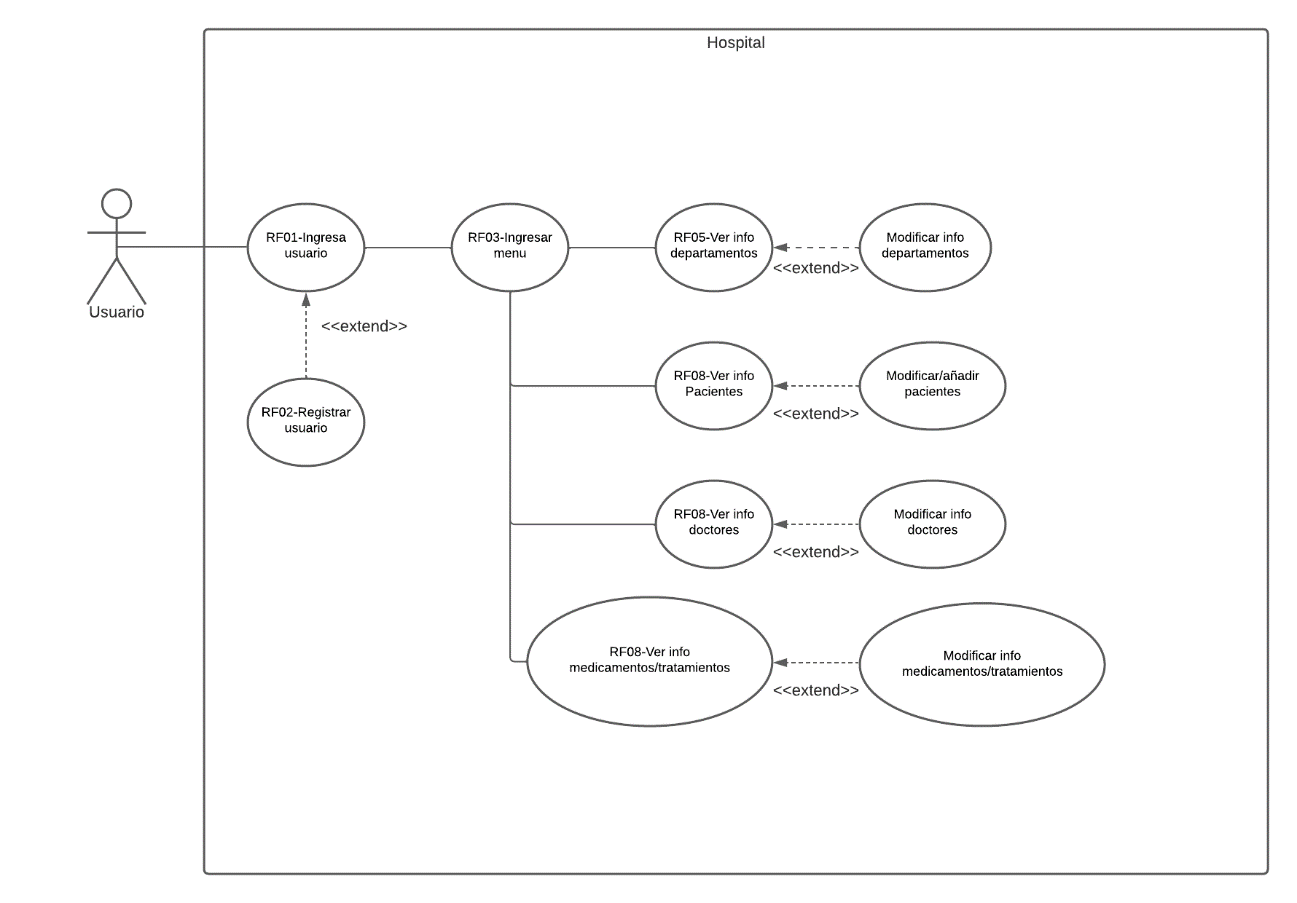 Hospital
Usuario
RF01-Ingresa
usuario
<<extend>>
RF02-Registrar
usuario
RF03-Ingresar
menu
RF05-Ver info
departamentos
<<extend>>
Modificar info
departamentos
RF08-Ver info
Pacientes
<<extend>>
Modificar/añadir
pacientes
RF08-Ver info
doctores
<<extend>>
Modificar info
doctores
RF08-Ver info
medicamentos/tratamientos
<<extend>>
Modificar info
medicamentos/tratamientos